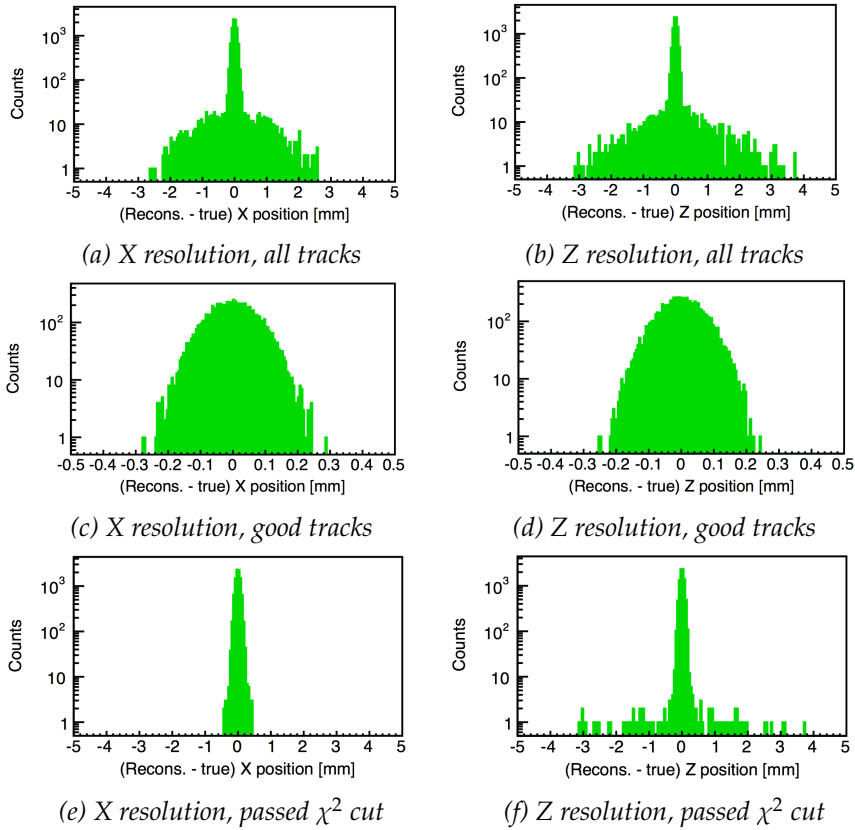 10³
10²
10
1
Counts
-5 -4 -3 -2 -1 0 1 2 3 4 5
(Recons. - true) X position [mm]
(a) X resolution, all tracks
10³
10²
10
1
Counts
-5 -4 -3 -2 -1 0 1 2 3 4 5
(Recons. - true) Z position [mm]
(b) Z resolution, all tracks
10²
10
1
Counts
-0.5 -0.4 -0.3 -0.2 -0.1 0 0.1 0.2 0.3 0.4 0.5
(Recons. - true) X position [mm]
(c) X resolution, good tracks
10²
10
1
Counts
-0.5 -0.4 -0.3 -0.2 -0.1 0 0.1 0.2 0.3 0.4 0.5
(Recons. - true) Z position [mm]
(d) Z resolution, good tracks
10³
10²
10
1
Counts
-5 -4 -3 -2 -1 0 1 2 3 4 5
(Recons. - true) X position [mm]
(e) X resolution, passed χ² cut
10³
10²
10
1
Counts
-5 -4 -3 -2 -1 0 1 2 3 4 5
(Recons. - true) Z position [mm]
(f) Z resolution, passed χ² cut